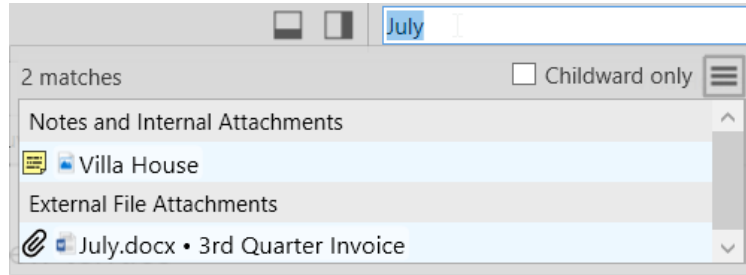 July
2 matches
Childward only
Notes and Internal Attachments
Villa House
External File Attachments
July.docx • 3rd Quarter Invoice